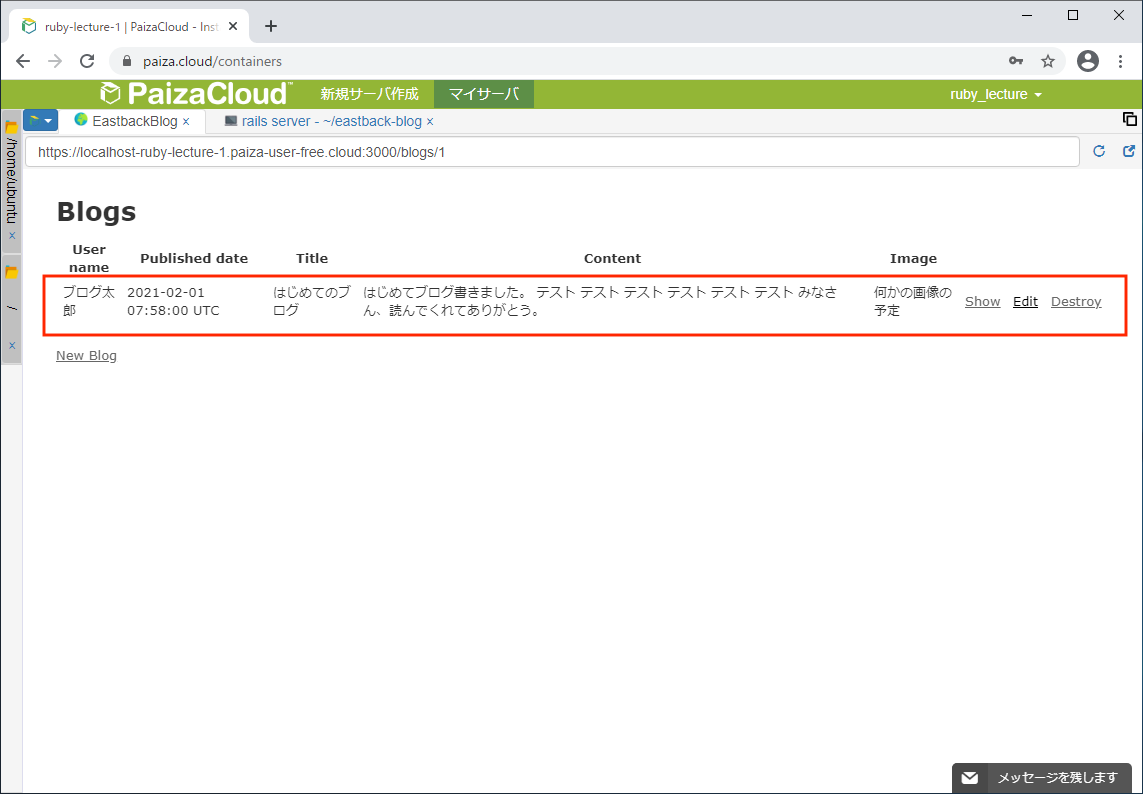 ruby-lecture-1 | PaizaCloud - Inst
paiza.cloud/containers
PaizaCloud™ 新規サーバ作成 マイサーバ ruby_lecture
EastbackBlog × rails server - ~/eastback-blog ×
/home/ubuntu ×
/ ×
https://localhost-ruby-lecture-1.paiza-user-free.cloud:3000/blogs/1
Blogs
User name Published date Title Content Image
ブログ太 2021-02-01 はじめてのブ はじめてブログ書きました。 テスト テスト テスト テスト テスト テスト みなさ 何かの画像の Show Edit Destroy
郎 07:58:00 UTC ログ ん、読んでくれてありがとう。 予定
New Blog
メッセージを残します